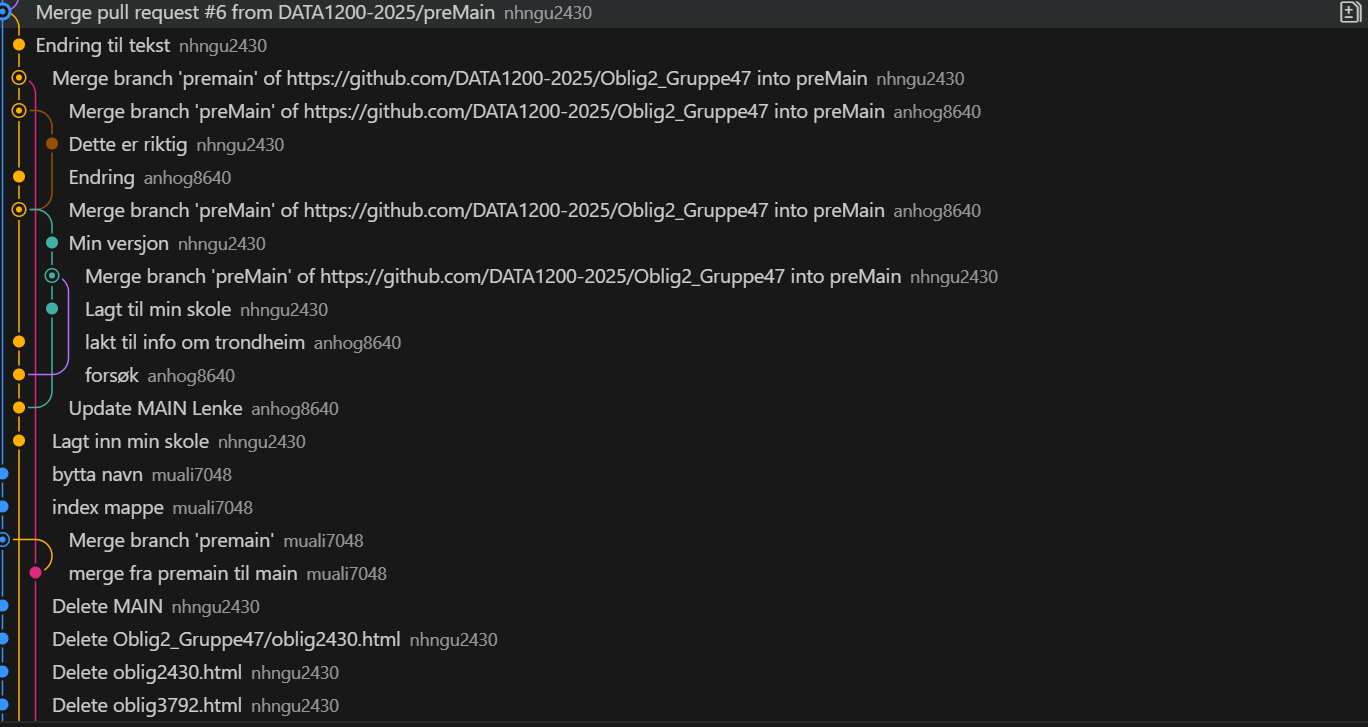 Merge pull request #6 from DATA1200-2025/preMain nhngu2430
Endring til tekst nhngu2430
Merge branch 'premain' of https://github.com/DATA1200-2025/Oblig2_Gruppe47 into preMain nhngu2430
Merge branch 'preMain' of https://github.com/DATA1200-2025/Oblig2_Gruppe47 into preMain anhog8640
Dette er riktig nhngu2430
Endring anhog8640
Merge branch 'preMain' of https://github.com/DATA1200-2025/Oblig2_Gruppe47 into preMain anhog8640
Min versjon nhngu2430
Merge branch 'preMain' of https://github.com/DATA1200-2025/Oblig2_Gruppe47 into preMain nhngu2430
Lagt til min skole nhngu2430
lakt til info om trondheim anhog8640
forsøk anhog8640
Update MAIN Lenke anhog8640
Lagt inn min skole nhngu2430
bytta navn muali7048
index mappe muali7048
Merge branch 'premain' muali7048
merge fra premain til main muali7048
Delete MAIN nhngu2430
Delete Oblig2_Gruppe47/oblig2430.html nhngu2430
Delete oblig2430.html nhngu2430
Delete oblig3792.html nhngu2430